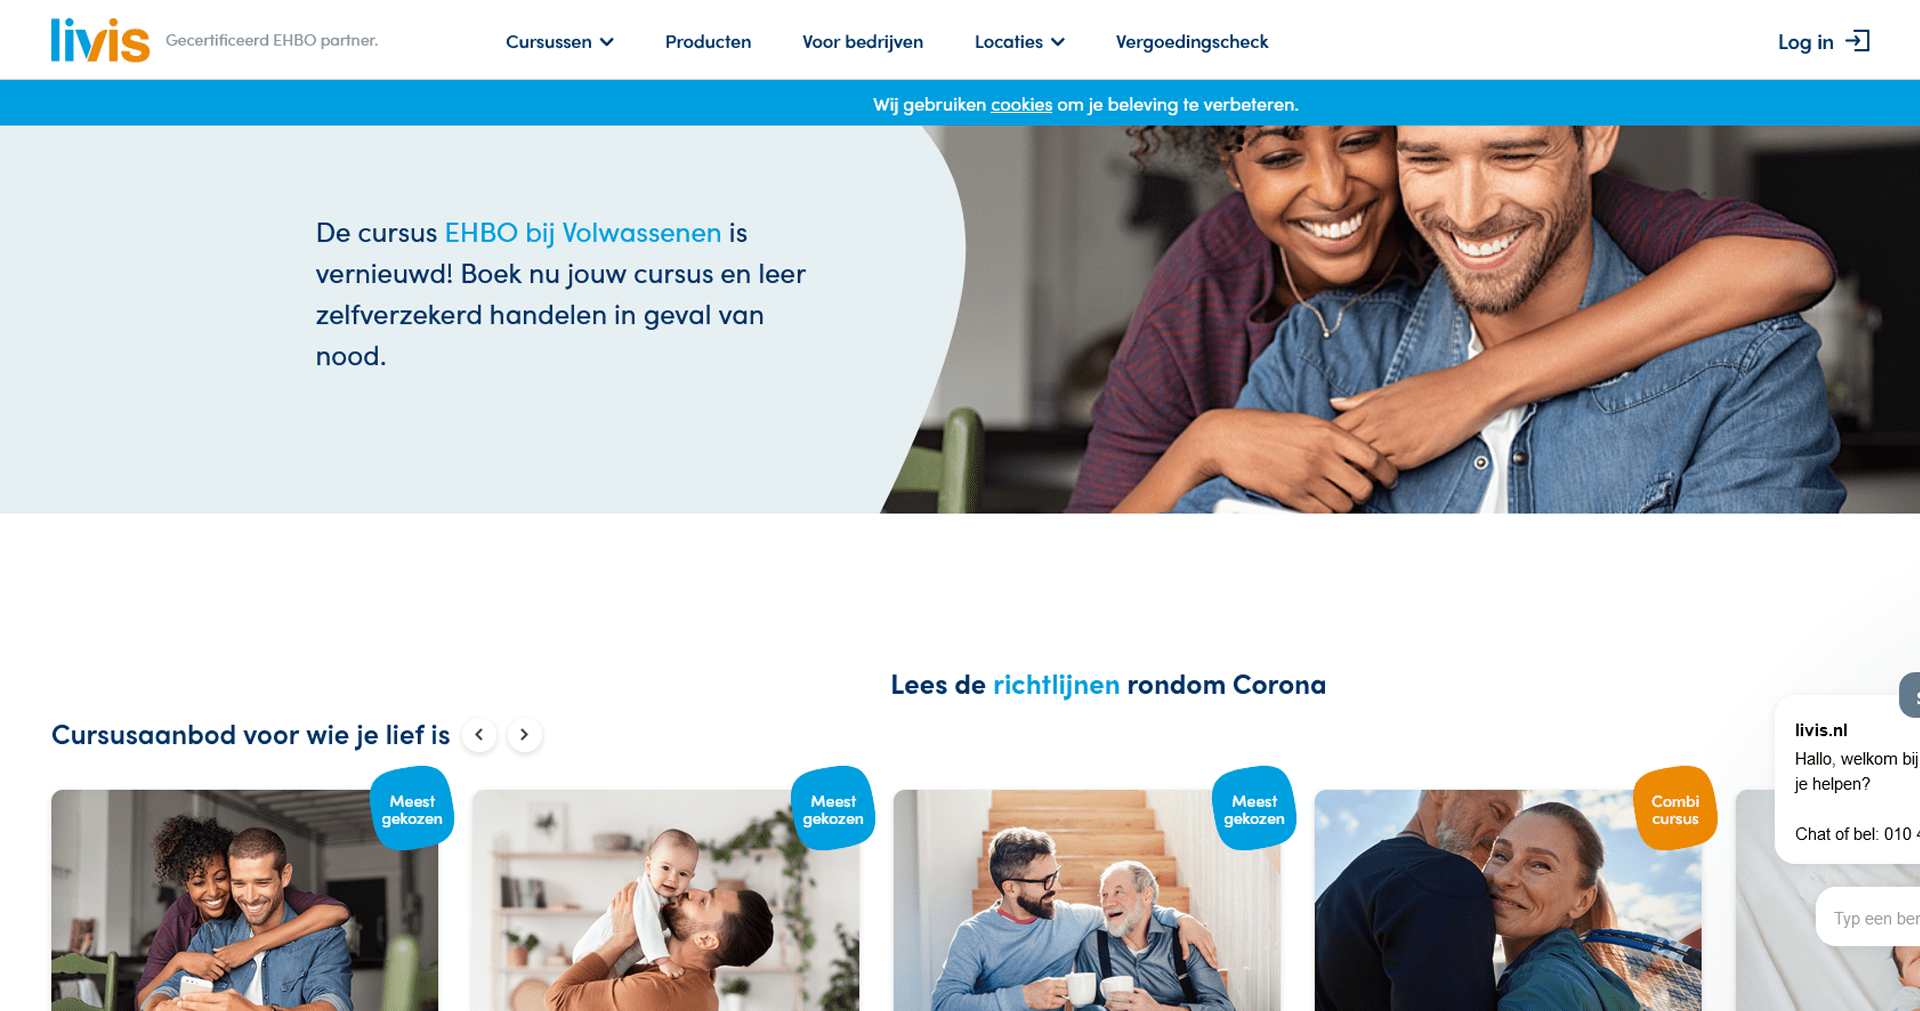 livis
Gecertificeerd EHBO partner.
Cursussen
Producten
Voor bedrijven
Locaties
Vergoedingscheck
Log in
Wij gebruiken cookies om je beleving te verbeteren.
De cursus EHBO bij Volwassenen is
vernieuwd! Boek nu jouw cursus en leer
zelfverzekerd handelen in geval van
nood.
Lees de richtlijnen rondom Corona
Cursusaanbod voor wie je lief is
Meest
gekozen
Meest
gekozen
Meest
gekozen
Combi
cursus
livis.nl
Hallo, welkom bij
je helpen?
Chat of bel: 010
Typ een ber